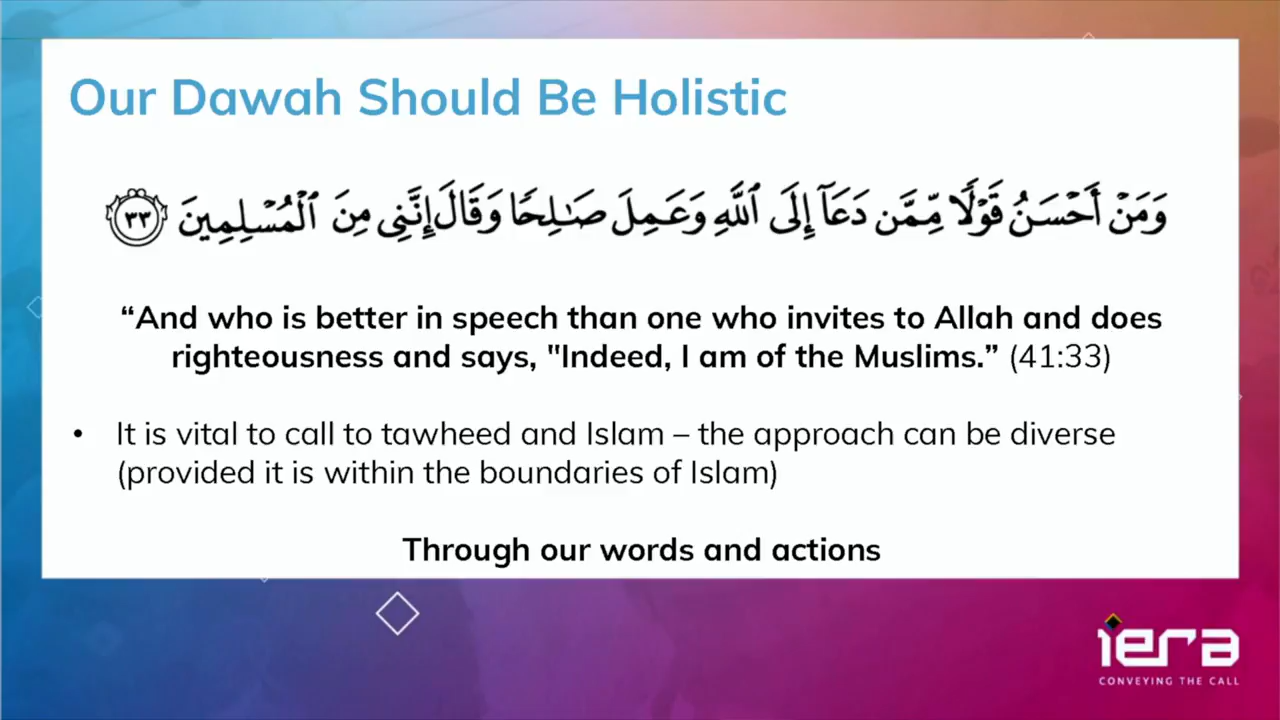 Our Dawah Should Be Holistic
وَمَنْ أَحْسَنُ قَوْلًا مِّمَّن دَعَآ إِلَى ٱللَّهِ وَعَمِلَ صَـٰلِحًا وَقَالَ إِنَّنِى مِنَ ٱلْمُسْلِمِينَ ٣٣
“And who is better in speech than one who invites to Allah and does
righteousness and says, "Indeed, I am of the Muslims.” (41:33)
• It is vital to call to tawheed and Islam – the approach can be diverse
(provided it is within the boundaries of Islam)
Through our words and actions
iera
CONVEYING THE CALL